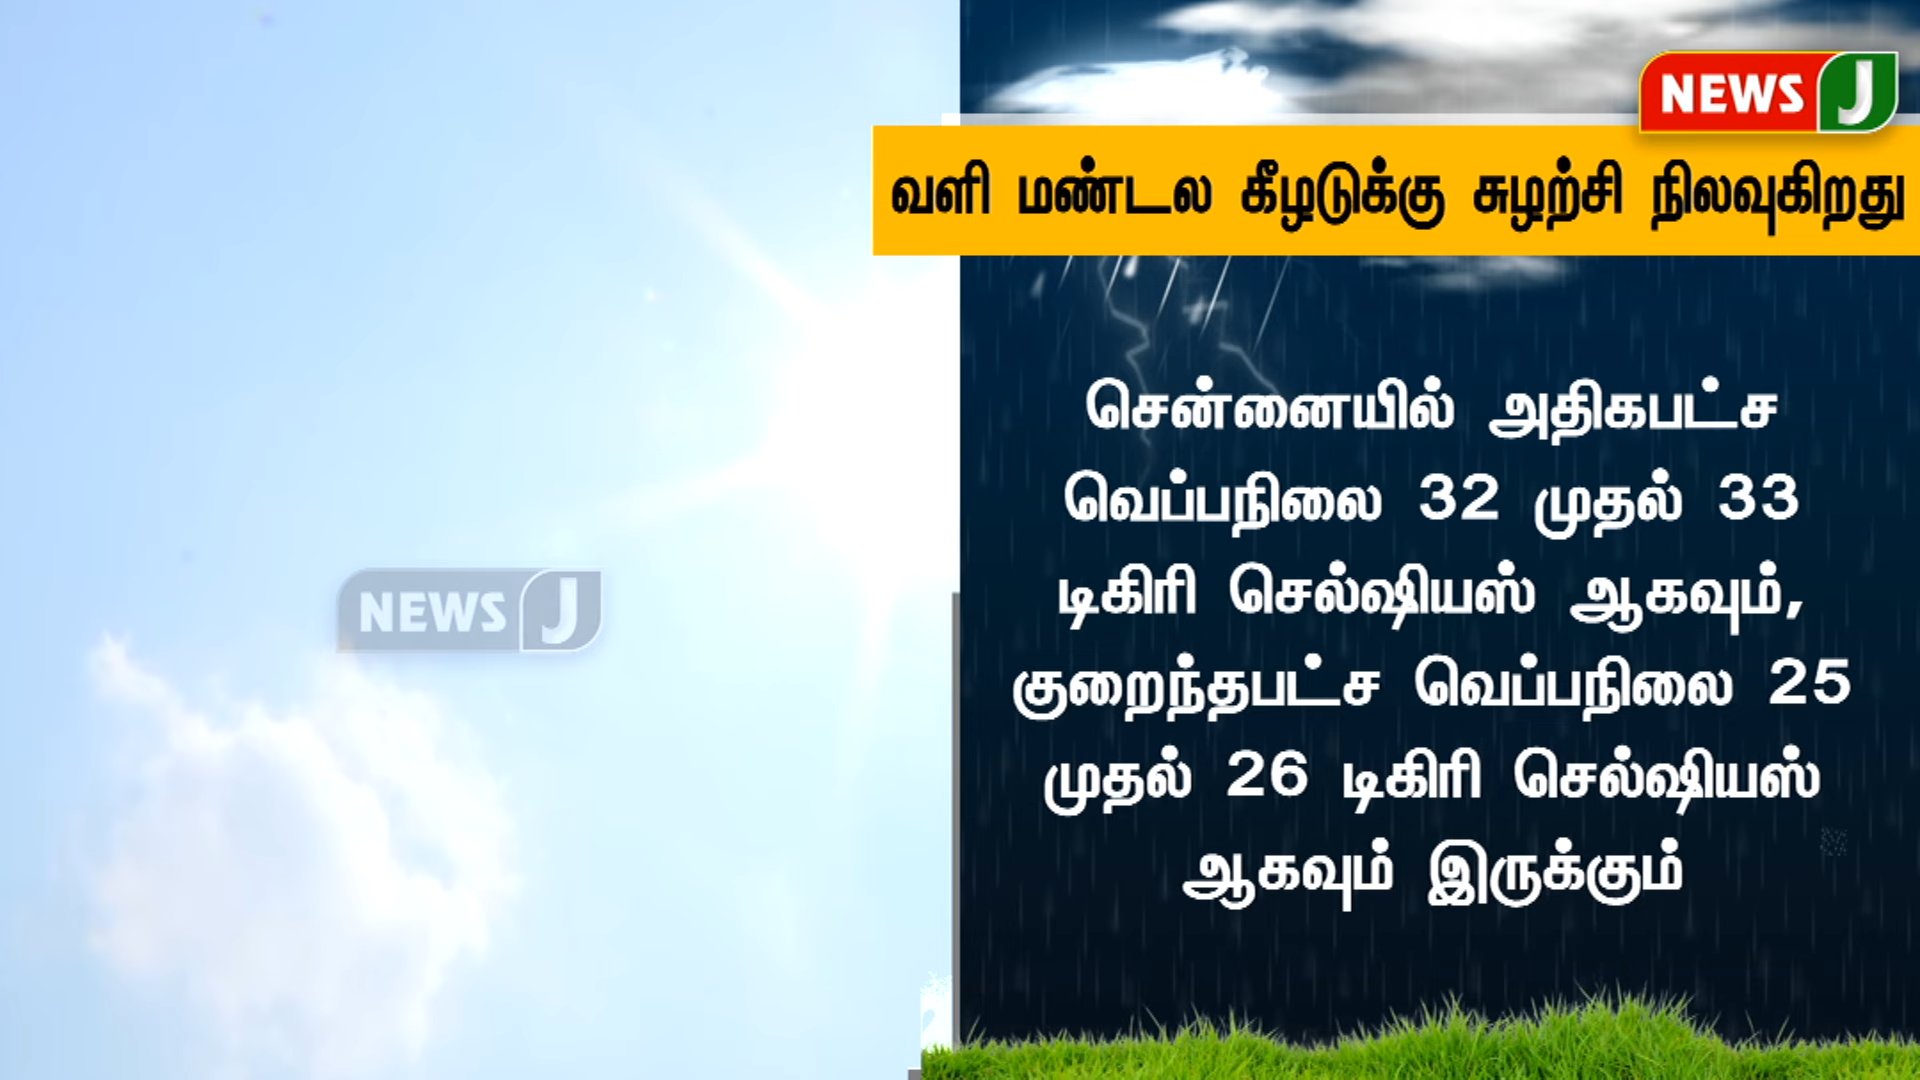 NEWS J
வளி மண்டல கீழடுக்கு சுழற்சி நிலவுகிறது
சென்னையில் அதிகபட்ச
வெப்பநிலை 32 முதல் 33
டிகிரி செல்ஷியஸ் ஆகவும்,
குறைந்தபட்ச வெப்பநிலை 25
முதல் 26 டிகிரி செல்ஷியஸ்
ஆகவும் இருக்கும்
NEWS J